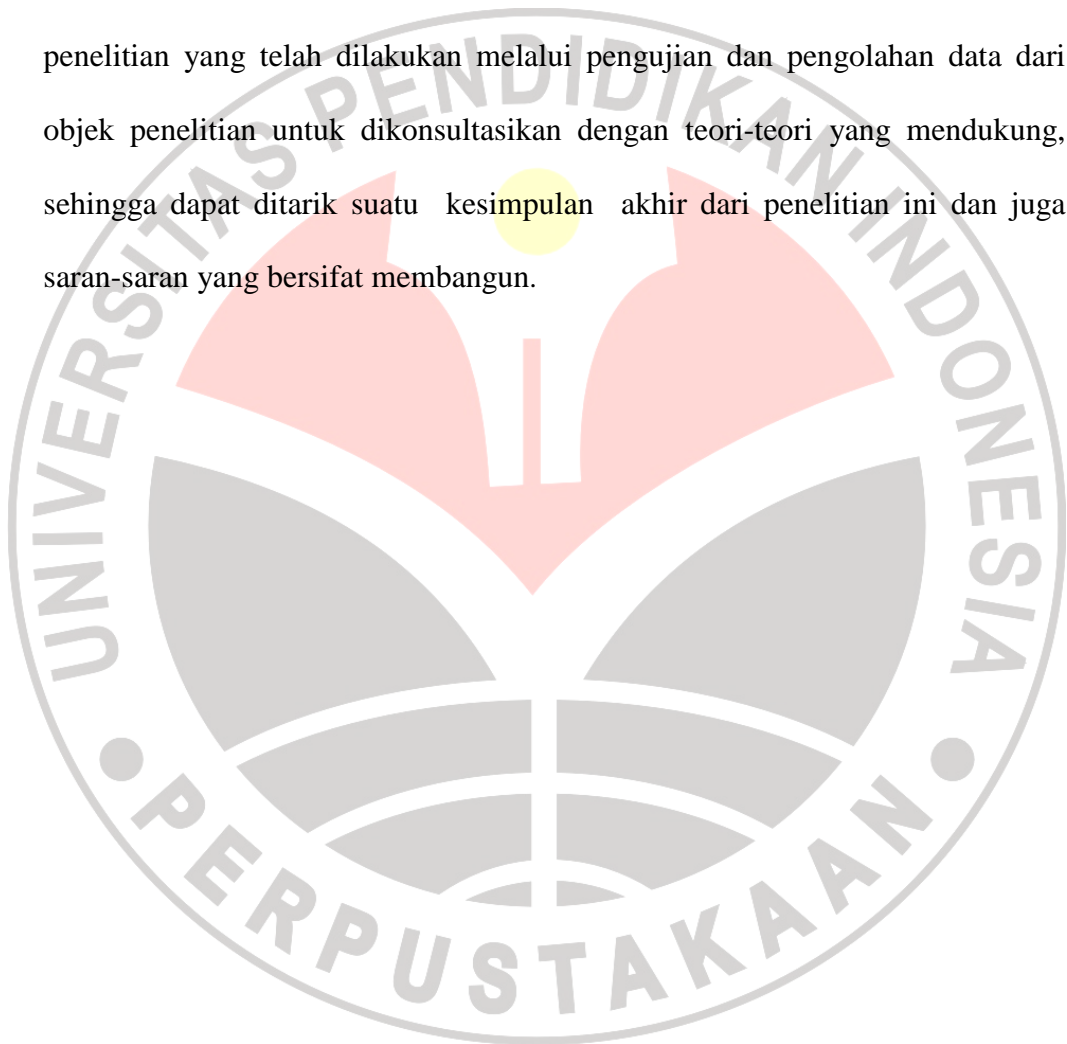 penelitian yang telah dilakukan melalui pengujian dan pengolahan data dari
objek penelitian untuk dikonsultasikan dengan teori-teori yang mendukung,
sehingga dapat ditarik suatu kesimpulan akhir dari penelitian ini dan juga
saran-saran yang bersifat membangun.
UNIVERSITAS PENDIDIKAN INDONESIA
PERPUSTAKAAN